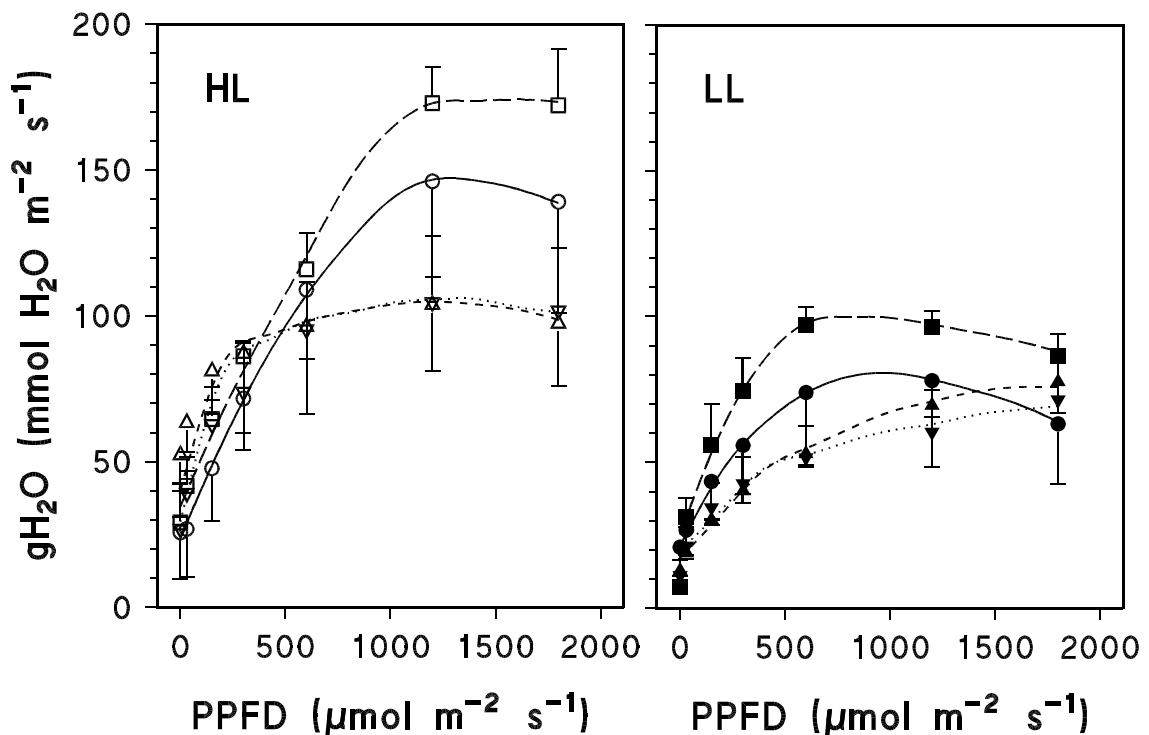 200
150
100
50
0
gH₂O (mmol H₂O m⁻² s⁻¹)
HL
LL
0 500 1000 1500 2000
0 500 1000 1500 2000
PPFD (µmol m⁻² s⁻¹)
PPFD (µmol m⁻² s⁻¹)